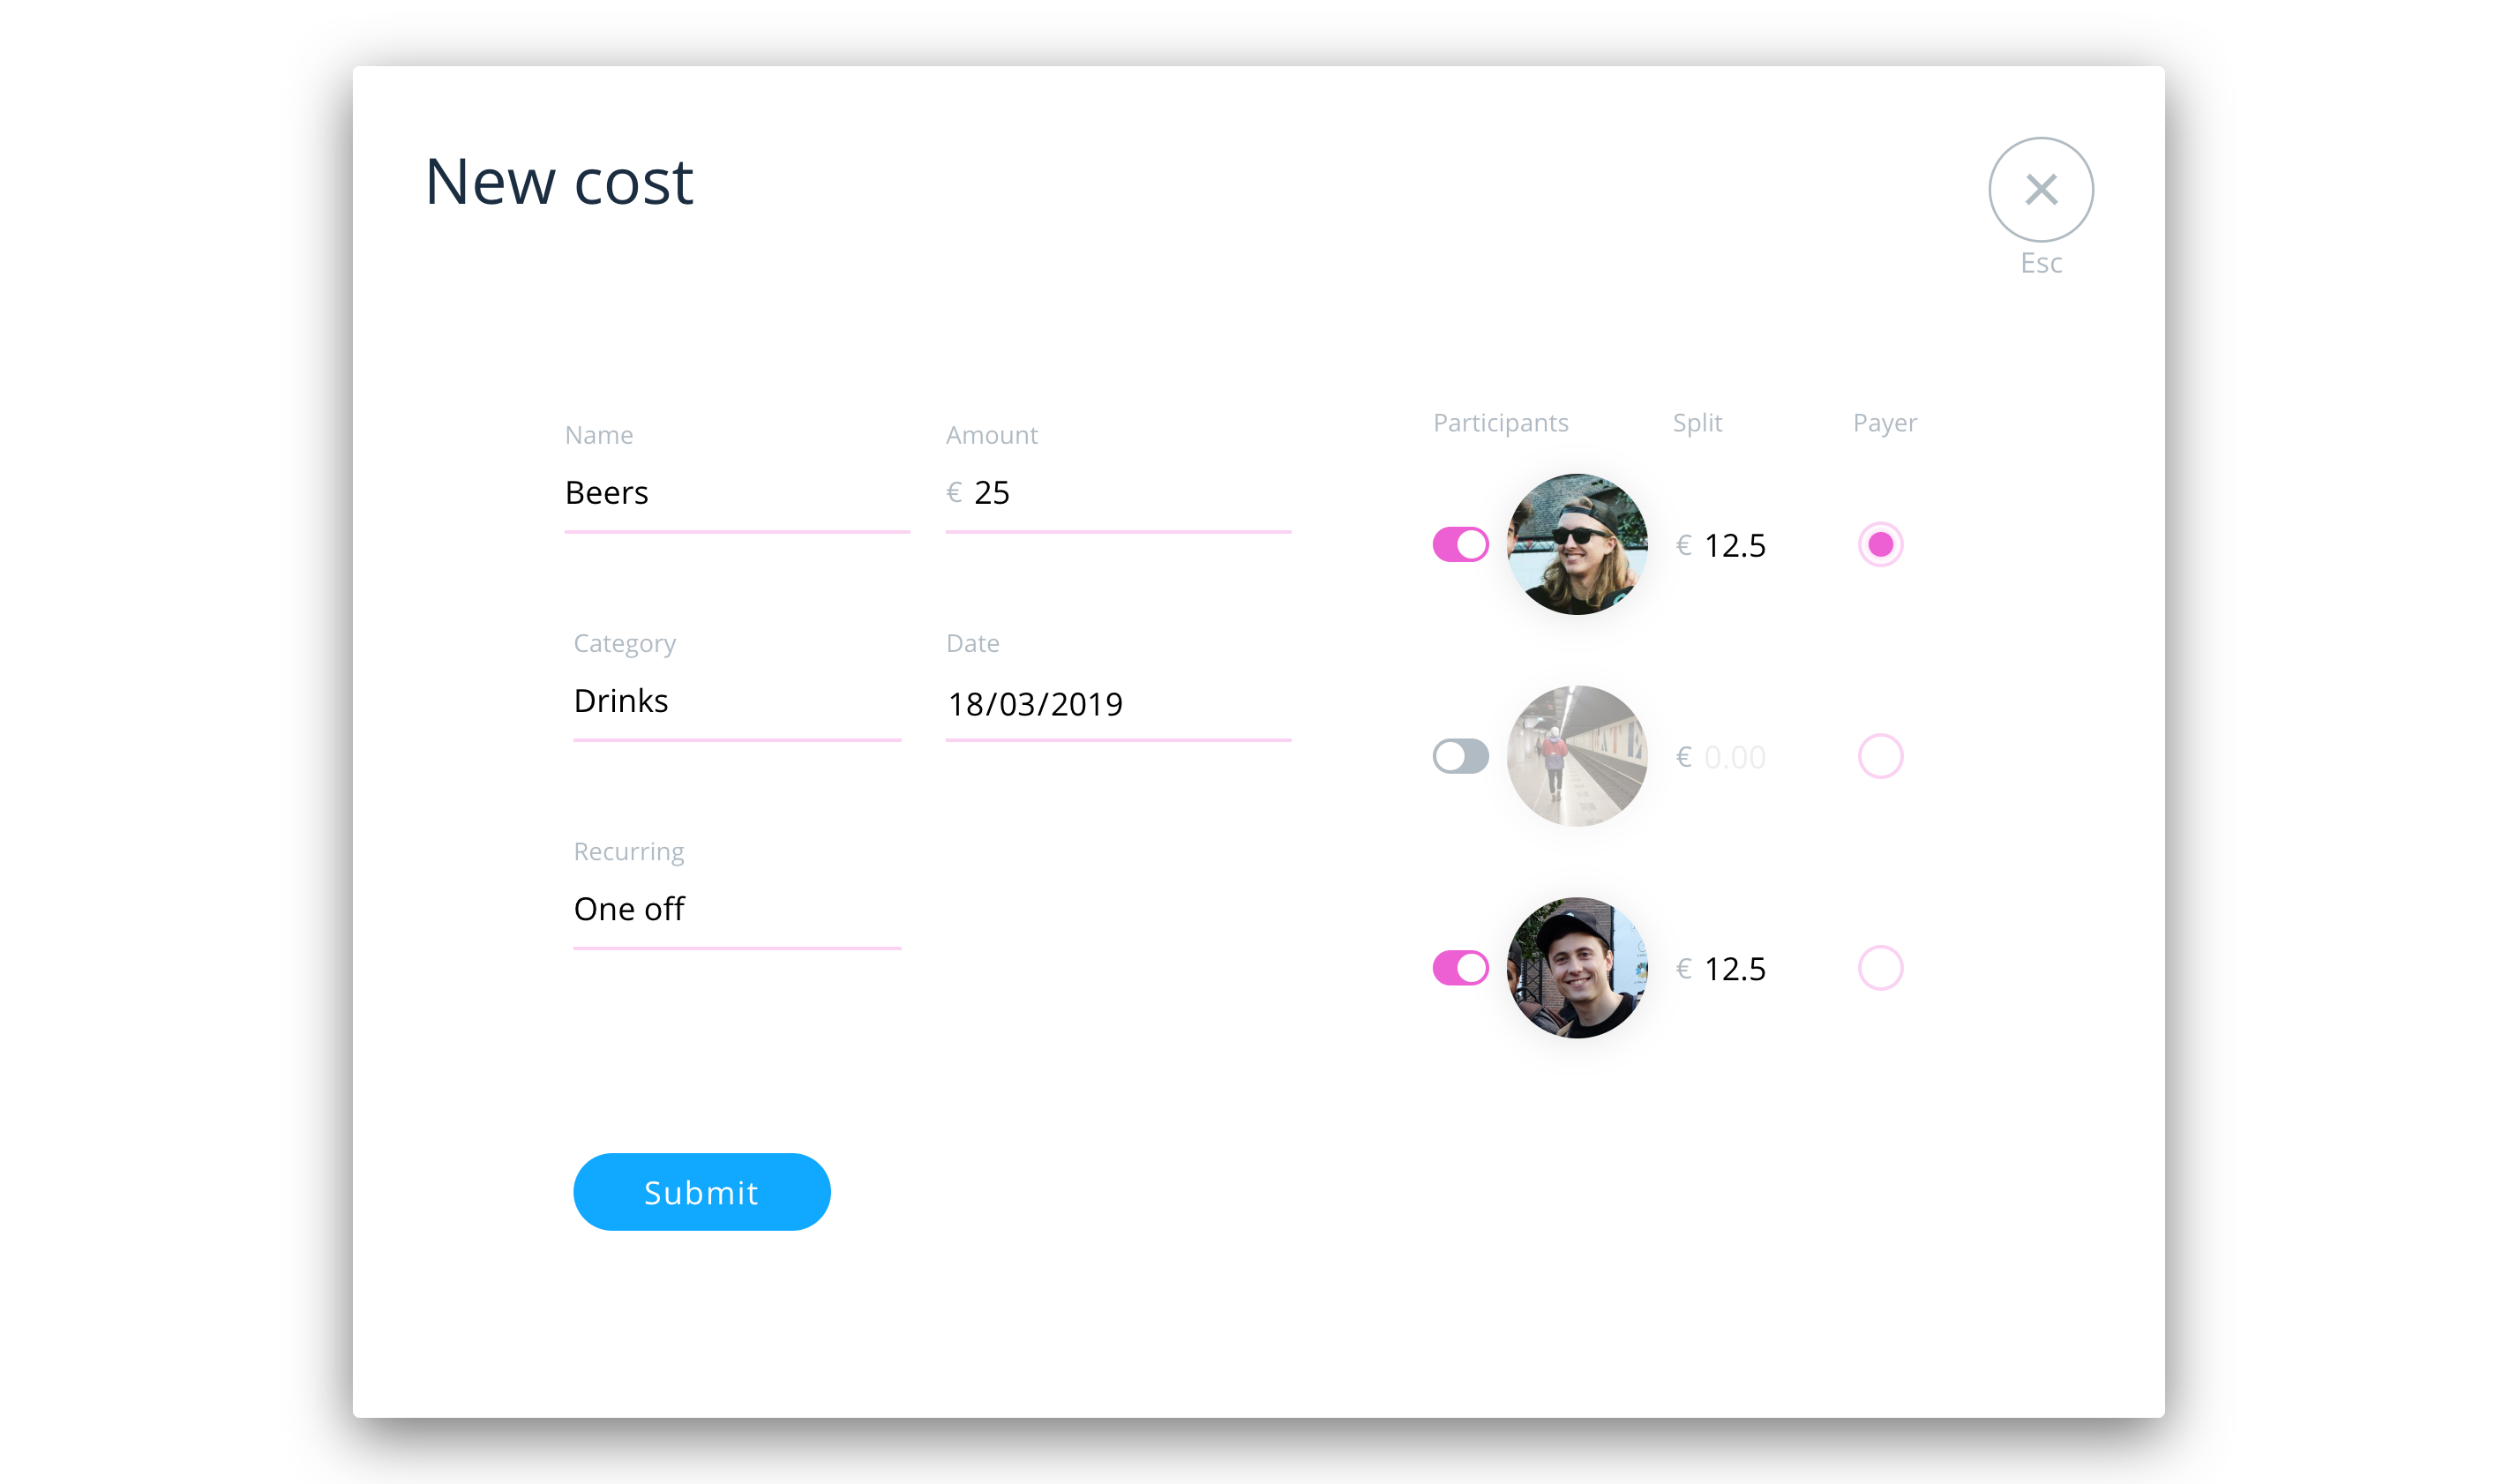 New cost
Esc
Name
Amount
Beers
€ 25
Category
Date
Drinks
18/03/2019
Recurring
One off
Submit
Participants
Split
Payer
€ 12.5
€ 0.00
€ 12.5